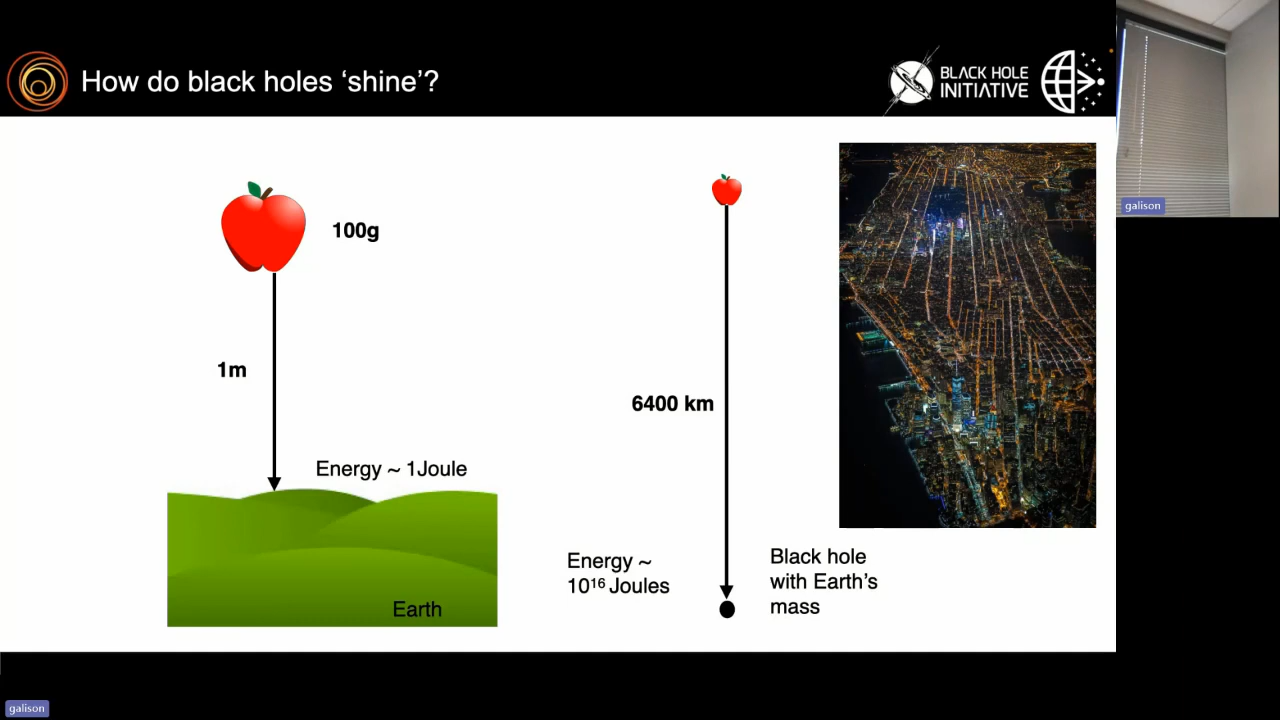 How do black holes ‘shine’?
BLACK HOLE
INITIATIVE
galison
100g
1m
Energy ~ 1Joule
Earth
6400 km
Energy ~
10¹⁶ Joules
Black hole
with Earth’s
mass
galison